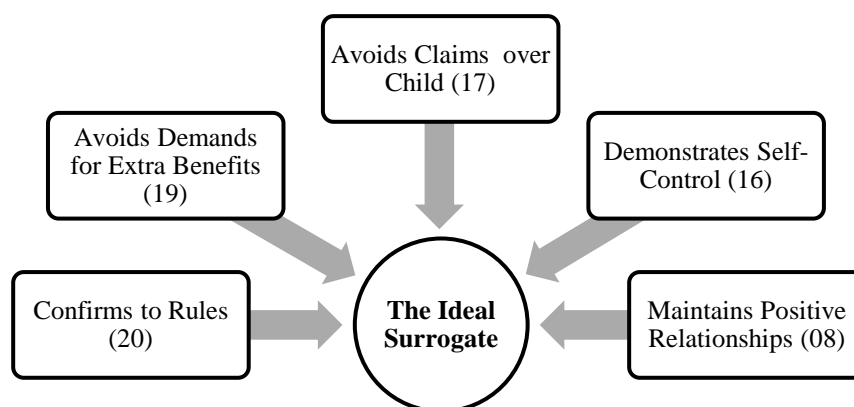 Avoids Claims over
Child (17)
Avoids Demands
for Extra Benefits
(19)
Demonstrates Self-
Control (16)
Confirms to Rules
(20)
The Ideal
Surrogate
Maintains Positive
Relationships (08)